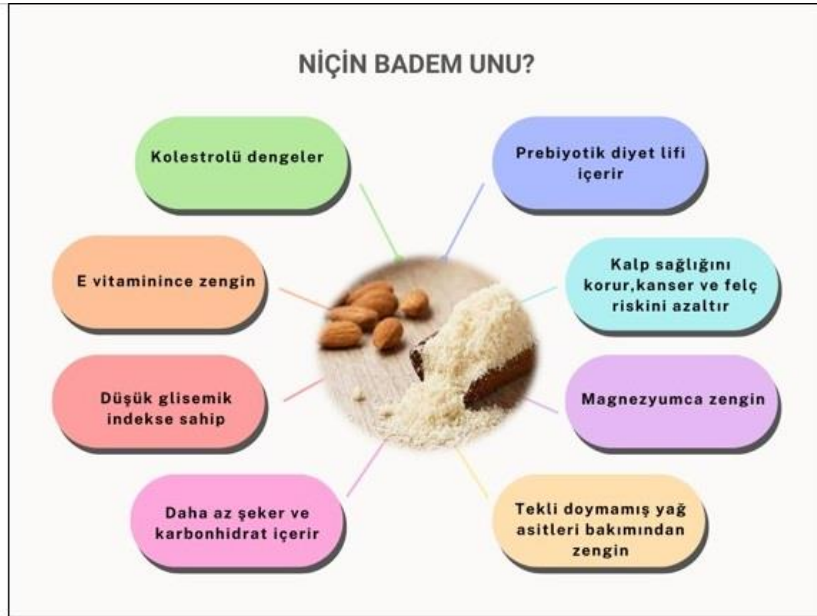 NİÇİN BADEM UNU?
Kolestrolü dengeler
Prebiyotik diyet lifi
içerir
E vitaminince zengin
Kalp sağlığını
korur,kanser ve felç
riskini azaltır
Düşük glisemik
indekse sahip
Magnezyumca zengin
Daha az şeker ve
karbonhidrat içerir
Tekli doymamış yağ
asitleri bakımından
zengin